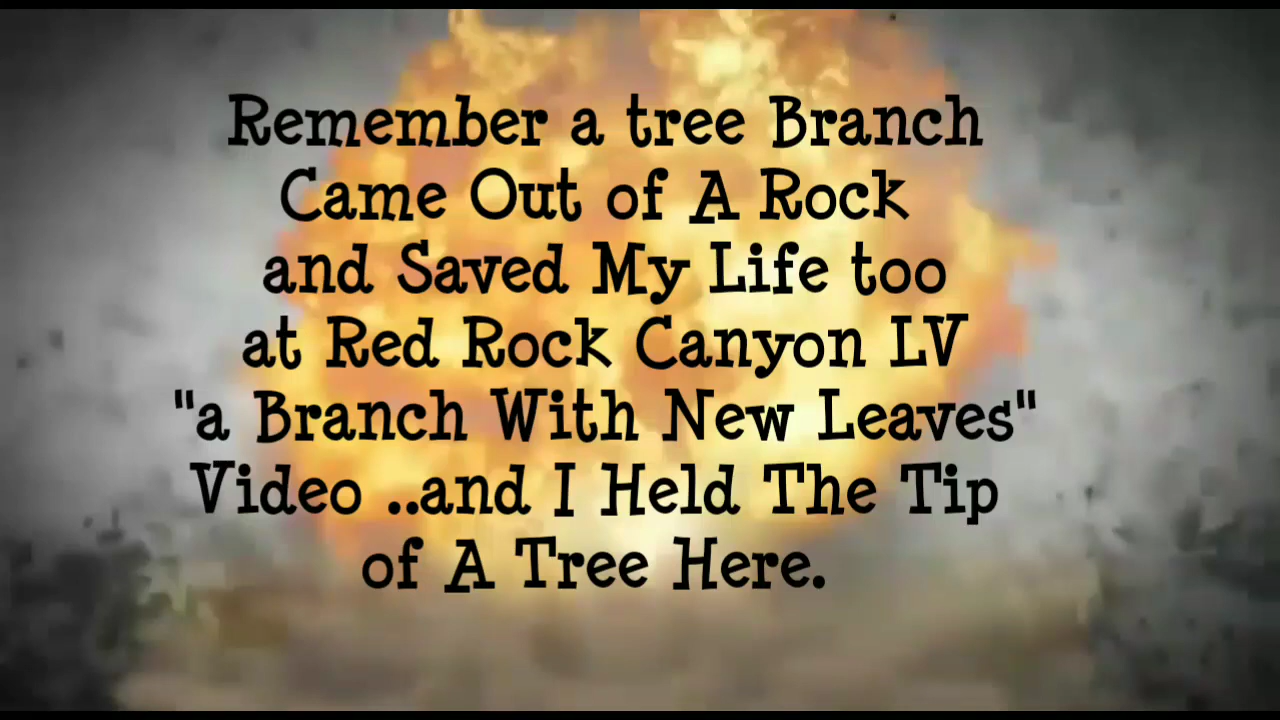 Remember a tree Branch
Came Out of A Rock
and Saved My Life too
at Red Rock Canyon LV
"a Branch With New Leaves"
Video ..and I Held The Tip
of A Tree Here.